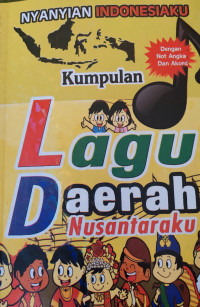 NYANYIAN INDONESIAKU
Dengan
Not Angka
Dan Akord
Kumpulan
Lagu
Daerah
Nusantaraku